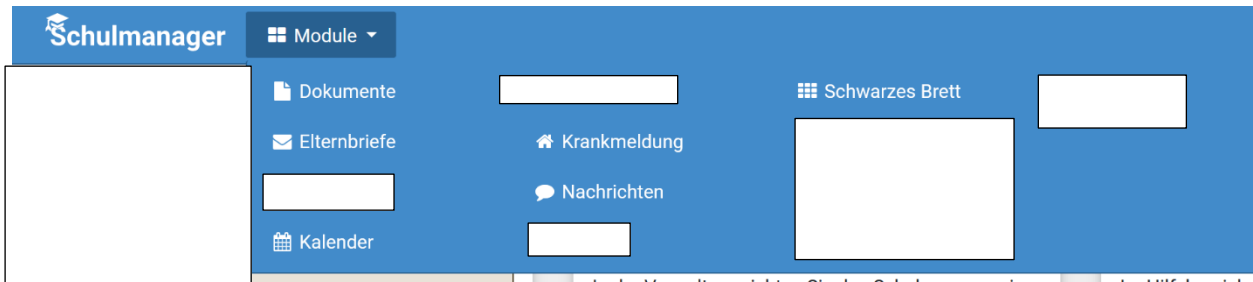 Schulmanager
Module
Dokumente
Schwarzes Brett
Elternbriefe
Krankmeldung
Nachrichten
Kalender